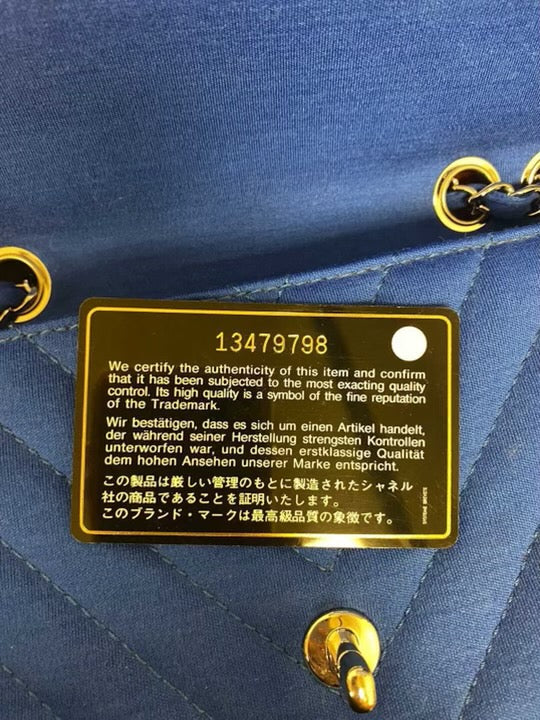 13479798
We certify the authenticity of this item and confirm
that it has been subjected to the most exacting quality
control. Its high quality is a symbol of the fine reputation
of the Trademark.
Wir bestätigen, dass es sich um einen Artikel handelt,
der während seiner Herstellung strengsten Kontrollen
unterworfen war, und dessen erstklassige Qualität
dem hohen Ansehen unserer Marke entspricht.
この製品は厳しい管理のもとに製造されたシャネル
社の商品であることを証明いたします。
このブランド・マークは最高級品質の象徴です。